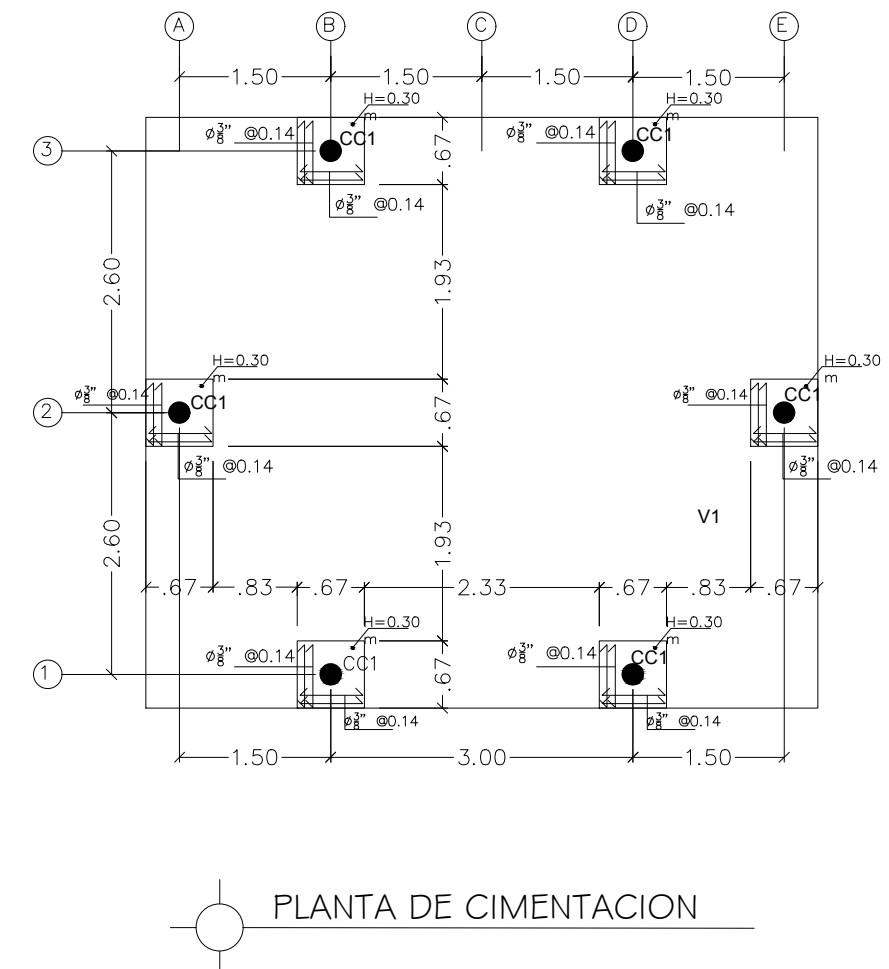 A B C D E
1.50 1.50 1.50 1.50
H=0.30 m H=0.30 m
3 ø3/8" @0.14 CC1 .67 ø3/8" @0.14 CC1
ø3/8" @0.14 ø3/8" @0.14
2.60 1.93
H=0.30 m H=0.30 m
2 ø3/8" @0.14 CC1 .67 ø3/8" @0.14 CC1
ø3/8" @0.14 ø3/8" @0.14
V1
2.60 1.93
.67 .83 .67 2.33 .67 .83 .67
H=0.30 m H=0.30 m
1 ø3/8" @0.14 CC1 .67 ø3/8" @0.14 CC1
ø3/8" @0.14 ø3/8" @0.14
1.50 3.00 1.50
PLANTA DE CIMENTACION